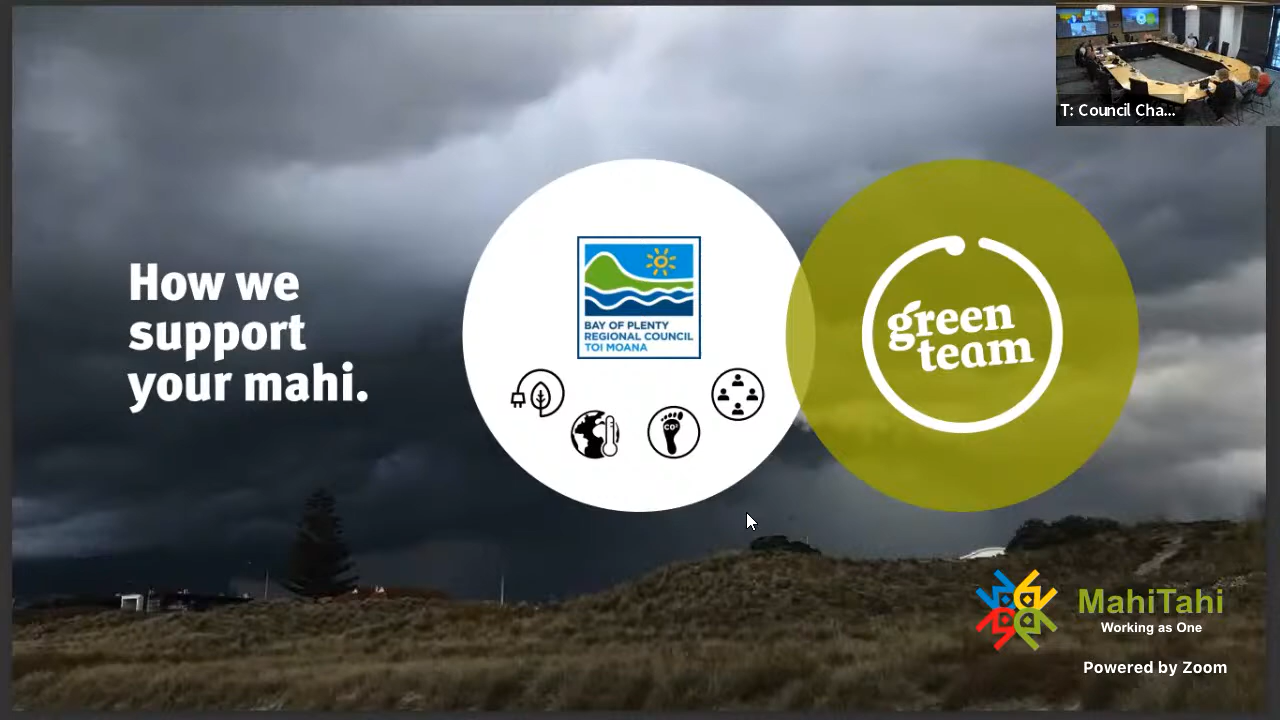 T: Council Cha...
How we
support
your mahi.
BAY OF PLENTY
REGIONAL COUNCIL
TOI MOANA
CO²
green
team
MahiTahi
Working as One
Powered by Zoom